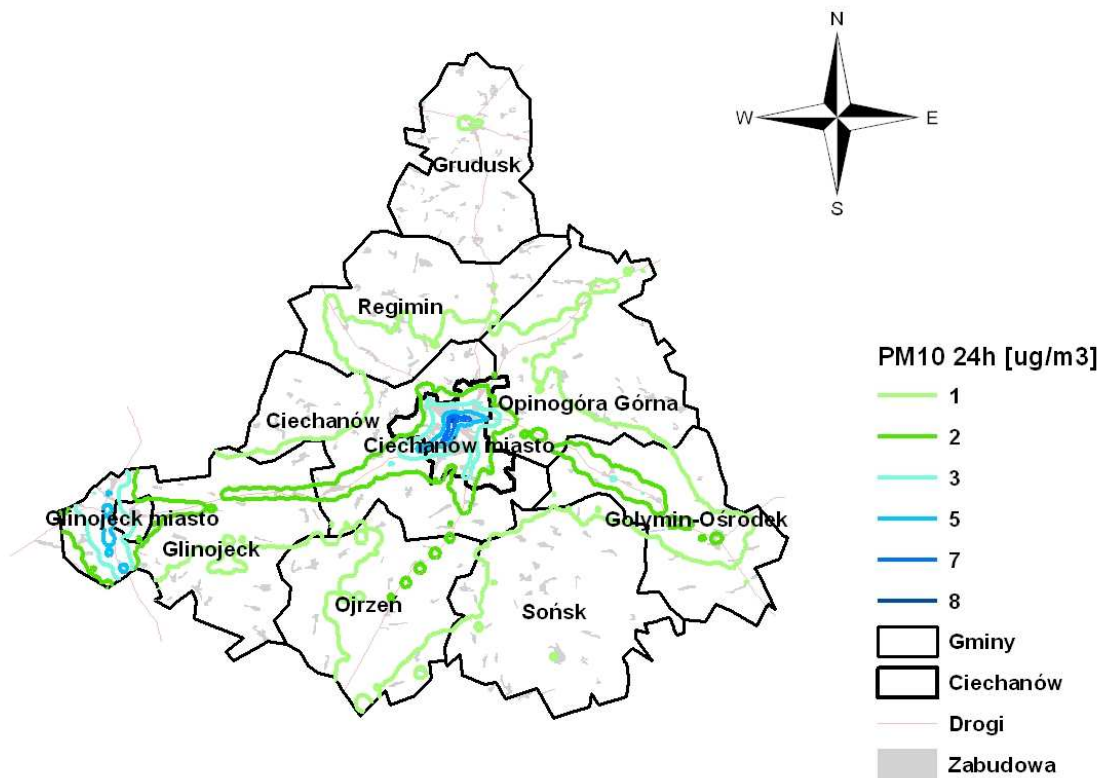 N
W
E
S
Grudusk
Regimin
Opinogóra Górna
Ciechanów
Ciechanów miasto
Glinojeck miasto
Glinojeck
Gołymin-Ośrodek
Ojrzeń
Sońsk
PM10 24h [ug/m3]
1
2
3
5
7
8
Gminy
Ciechanów
Drogi
Zabudowa